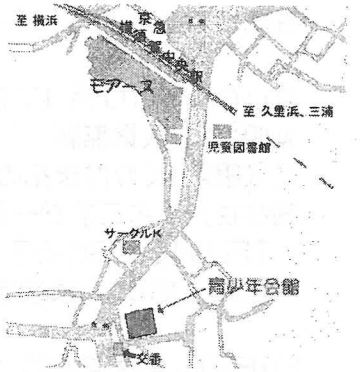 至 横浜
京急
横須賀中央駅
モアーズ
至 久里浜、三浦
児童図書館
サークルK
青少年会館
交番